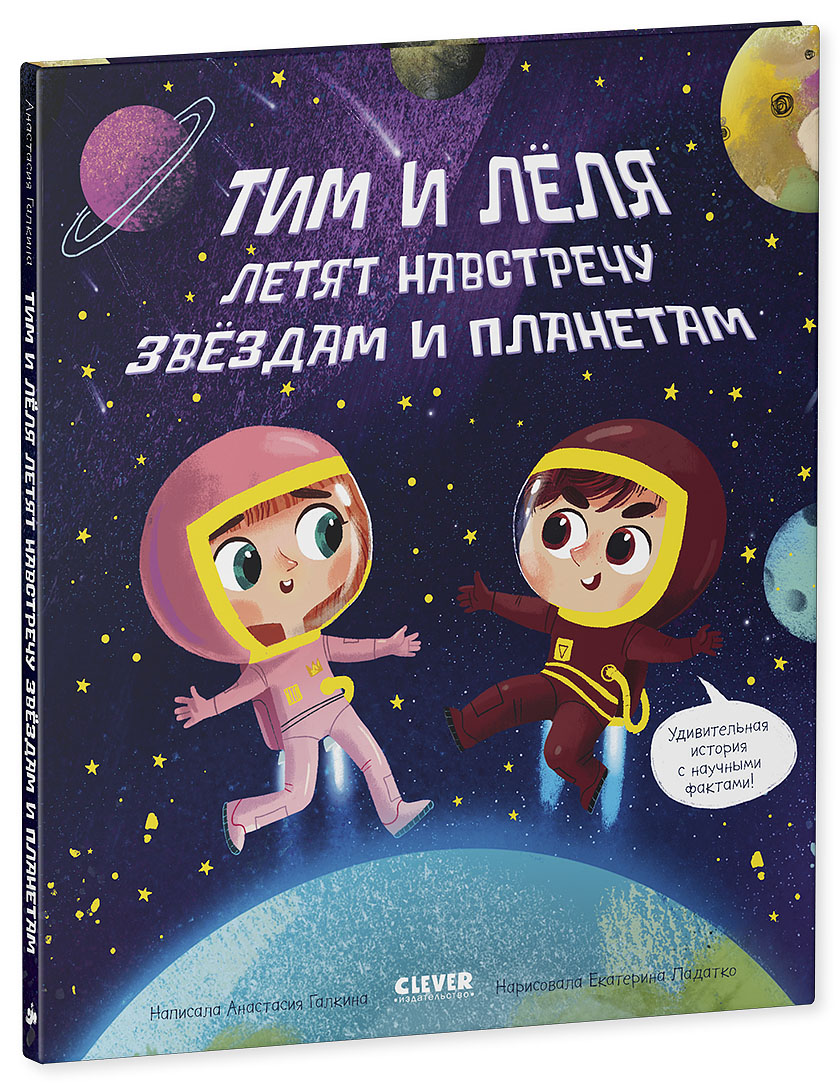 Анастасия Галкина
ТИМ И ЛЁЛЯ ЛЕТЯТ НАВСТРЕЧУ ЗВЁЗДАМ И ПЛАНЕТАМ
ТИМ И ЛЁЛЯ
ЛЕТЯТ НАВСТРЕЧУ
ЗВЁЗДАМ И ПЛАНЕТАМ
Удивительная
история
с научными
фактами!
Написала Анастасия Галкина
CLEVER
•ИЗДАТЕЛЬСТВО•
Нарисовала Екатерина Ладатко